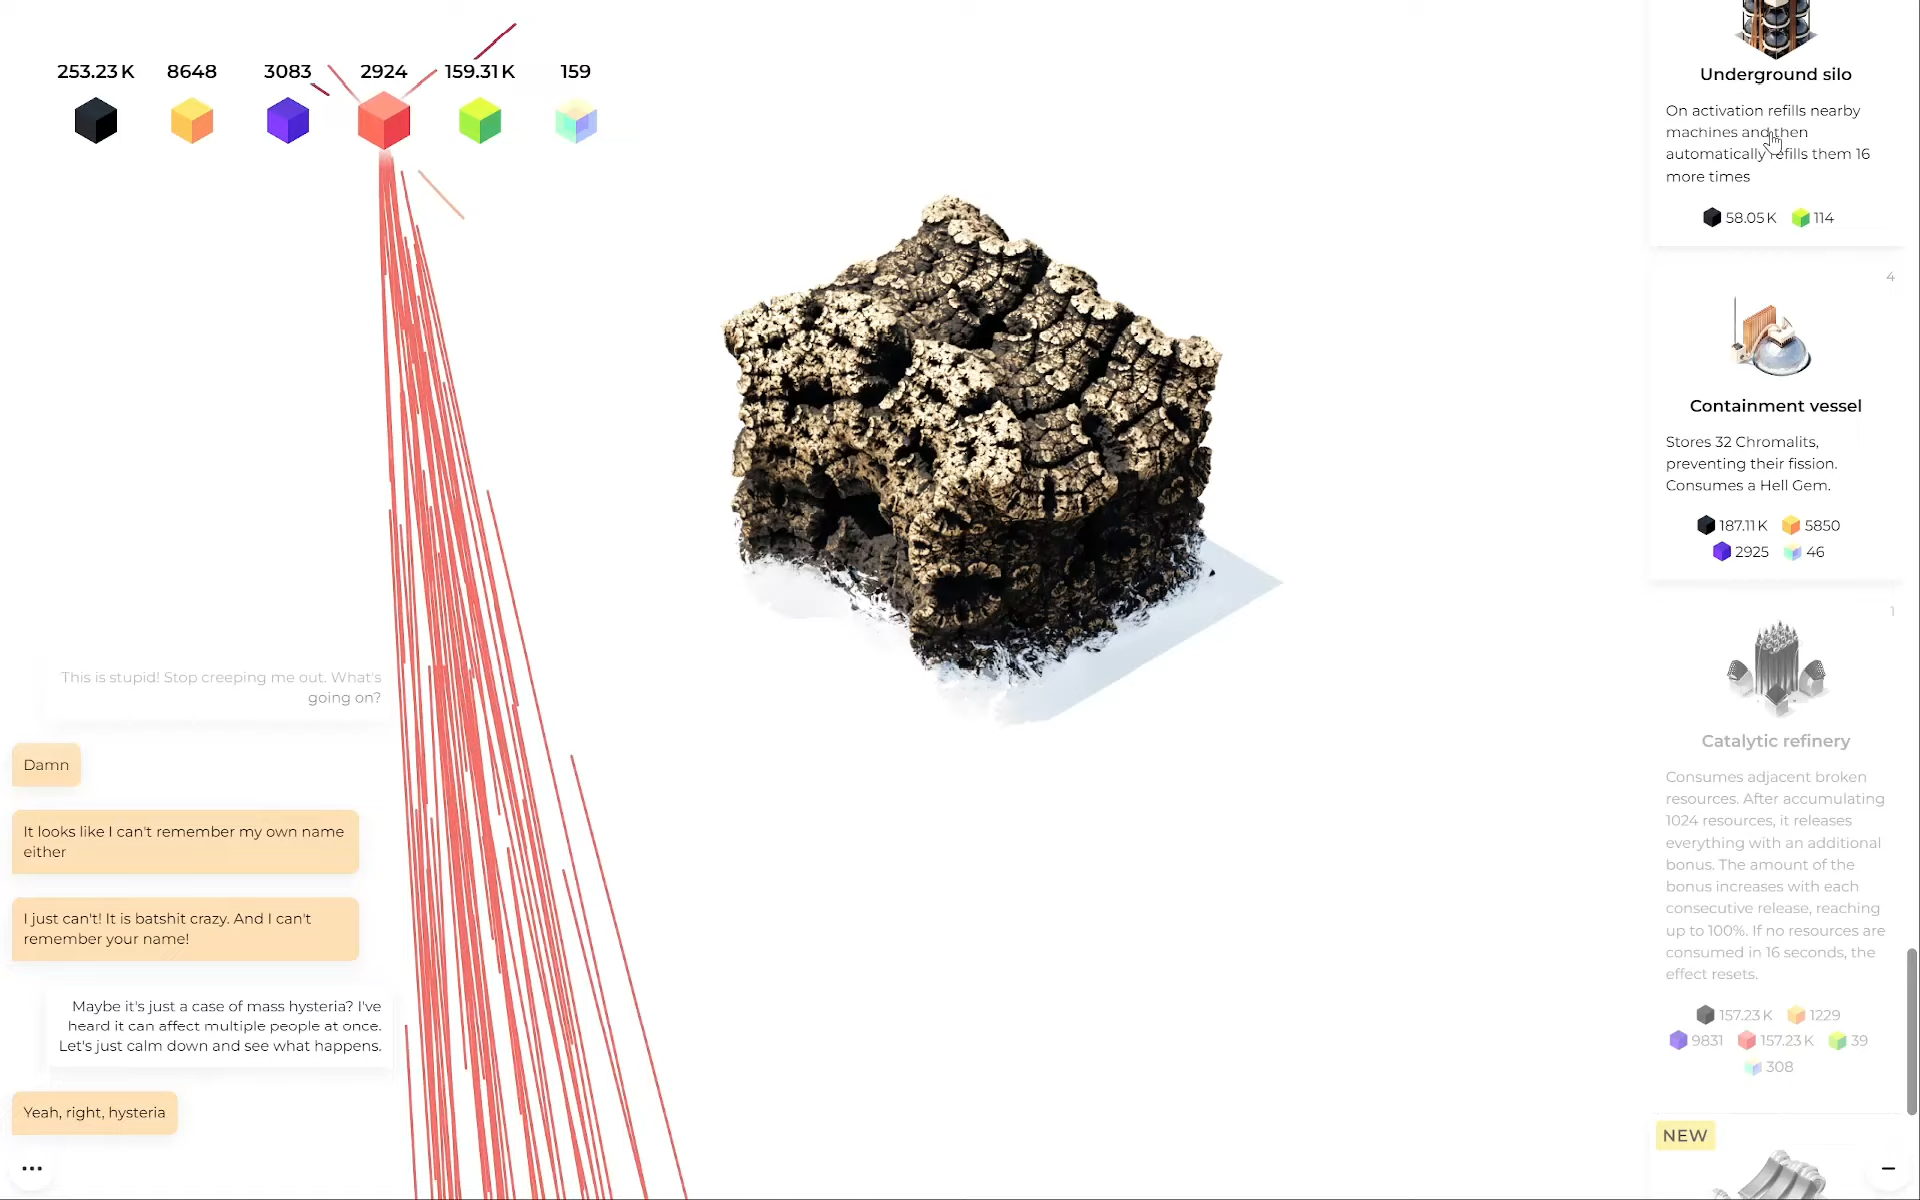 253.23 K 8648 3083 2924 159.31 K 159
This is stupid! Stop creeping me out. What's
going on?
Damn
It looks like I can't remember my own name
either
I just can't! It is batshit crazy. And I can't
remember your name!
Maybe it's just a case of mass hysteria? I've
heard it can affect multiple people at once.
Let's just calm down and see what happens.
Yeah, right, hysteria
Underground silo
On activation refills nearby
machines and then
automatically refills them 16
more times
58.05 K 114
4
Containment vessel
Stores 32 Chromalits,
preventing their fission.
Consumes a Hell Gem.
187.11 K 5850
2925 46
1
Catalytic refinery
Consumes adjacent broken
resources. After accumulating
1024 resources, it releases
everything with an additional
bonus. The amount of the
bonus increases with each
consecutive release, reaching
up to 100%. If no resources are
consumed in 16 seconds, the
effect resets.
157.23 K 1229
9831 157.23 K 39
308
NEW